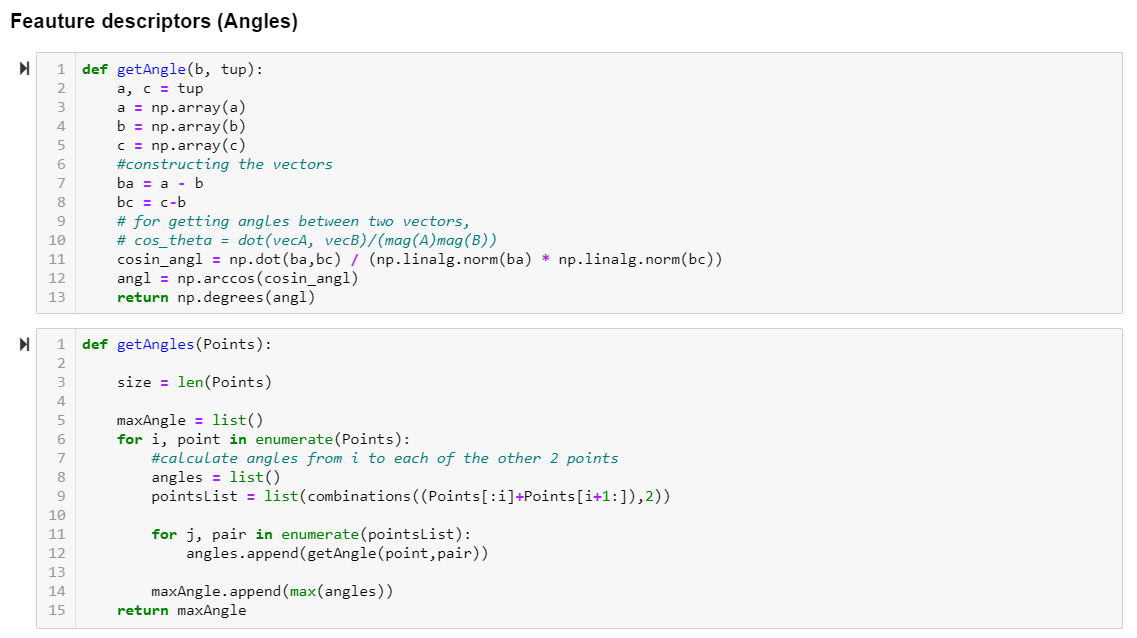 Feauture descriptors (Angles)
1 def getAngle(b, tup):
2     a, c = tup
3     a = np.array(a)
4     b = np.array(b)
5     c = np.array(c)
6     #constructing the vectors
7     ba = a - b
8     bc = c-b
9     # for getting angles between two vectors,
10     # cos_theta = dot(vecA, vecB)/(mag(A)mag(B))
11     cosin_angl = np.dot(ba,bc) / (np.linalg.norm(ba) * np.linalg.norm(bc))
12     angl = np.arccos(cosin_angl)
13     return np.degrees(angl)
1 def getAngles(Points):
2
3     size = len(Points)
4
5     maxAngle = list()
6     for i, point in enumerate(Points):
7         #calculate angles from i to each of the other 2 points
8         angles = list()
9         pointsList = list(combinations((Points[:i]+Points[i+1:]),2))
10
11         for j, pair in enumerate(pointsList):
12             angles.append(getAngle(point,pair))
13
14         maxAngle.append(max(angles))
15     return maxAngle